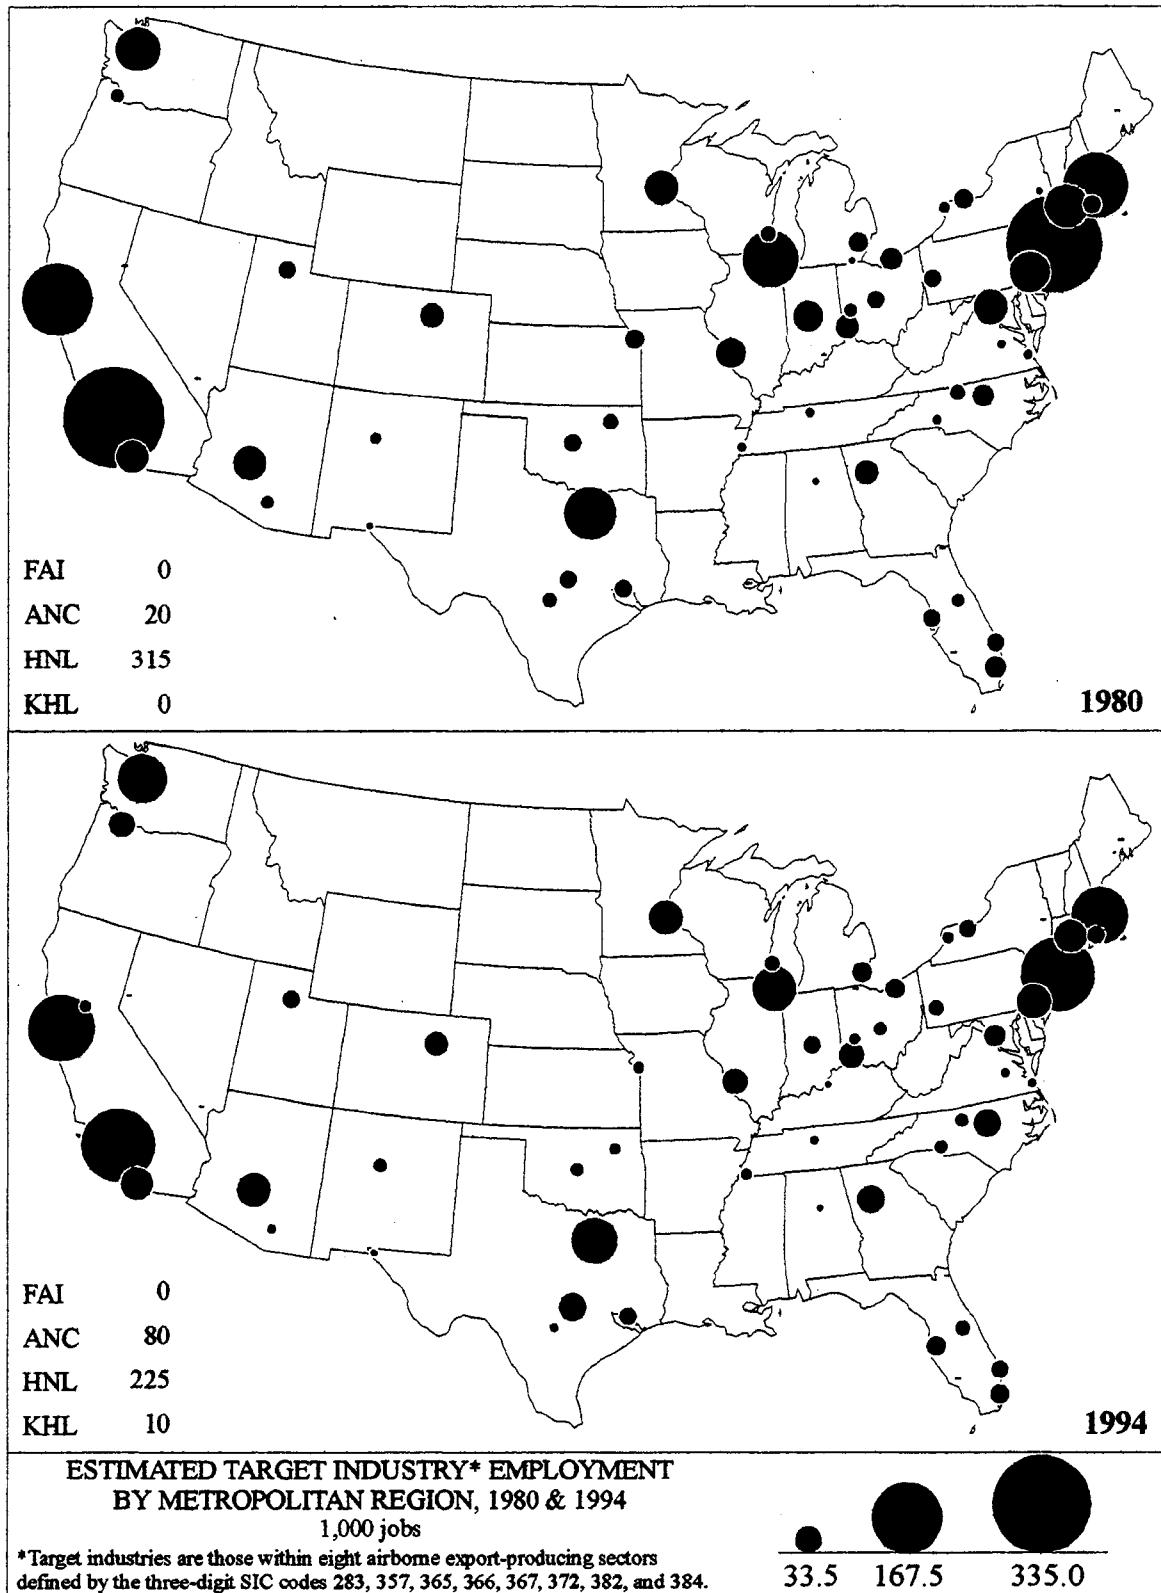 FAI 0
ANC 20
HNL 315
KHL 0
1980
FAI 0
ANC 80
HNL 225
KHL 10
1994
ESTIMATED TARGET INDUSTRY* EMPLOYMENT
BY METROPOLITAN REGION, 1980 & 1994
1,000 jobs
*Target industries are those within eight airborne export-producing sectors
defined by the three-digit SIC codes 283, 357, 365, 366, 367, 372, 382, and 384.
33.5 167.5 335.0